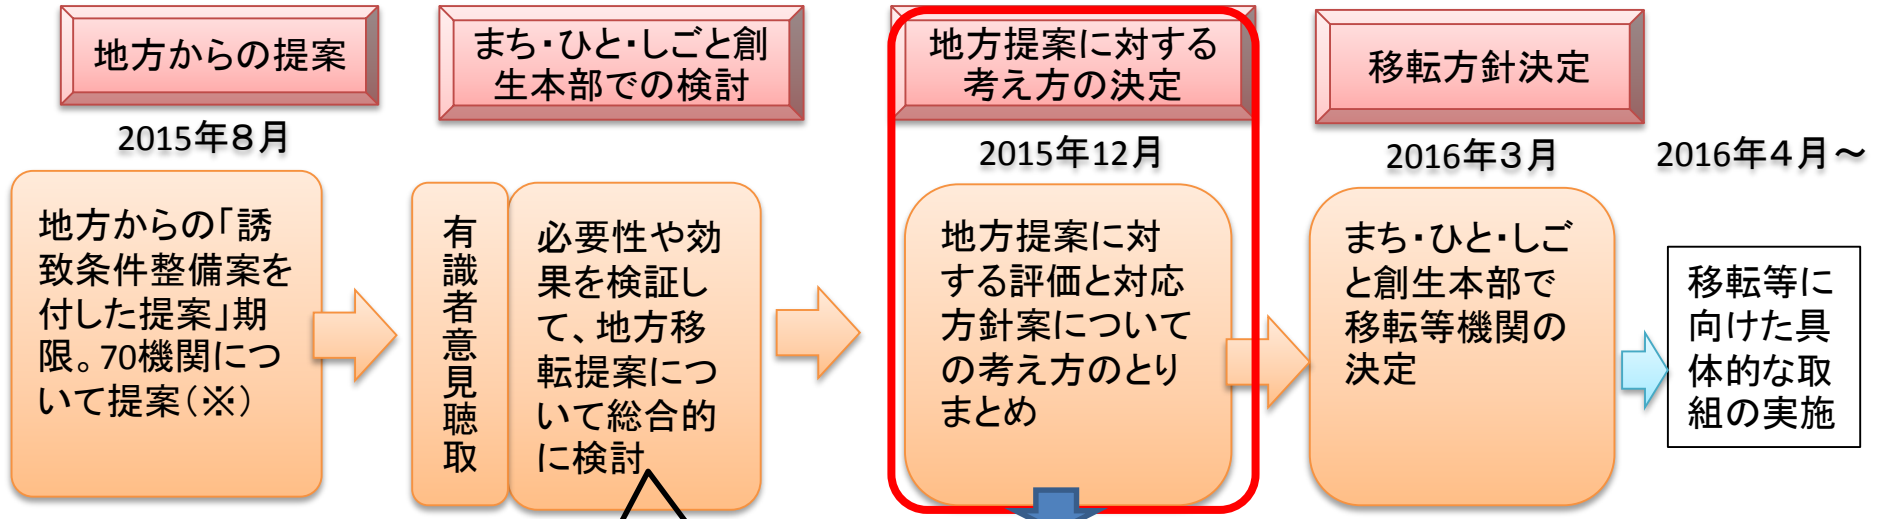 地方からの提案
2015年８月
地方からの「誘
致条件整備案を
付した提案」期
限。70機関につ
いて提案（※）
まち・ひと・しごと創
生本部での検討
有識者意見聴取
必要性や効
果を検証し
て、地方移
転提案につ
いて総合的
に検討
地方提案に対する
考え方の決定
2015年12月
地方提案に対
する評価と対応
方針案について
の考え方のとり
まとめ
移転方針決定
2016年３月
まち・ひと・しご
と創生本部で
移転等機関の
決定
2016年４月～
移転等に
向けた具
体的な取
組の実施